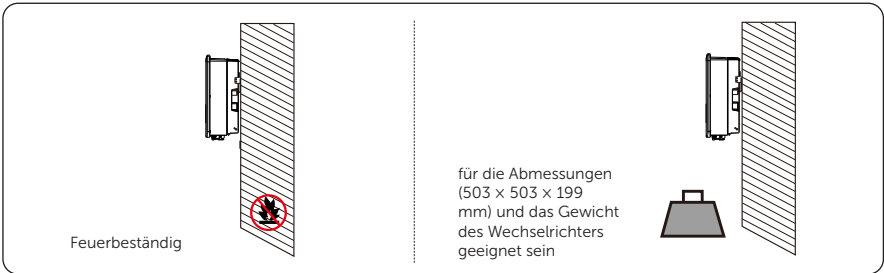 Feuerbeständig
für die Abmessungen
(503 × 503 × 199
mm) und das Gewicht
des Wechselrichters
geeignet sein